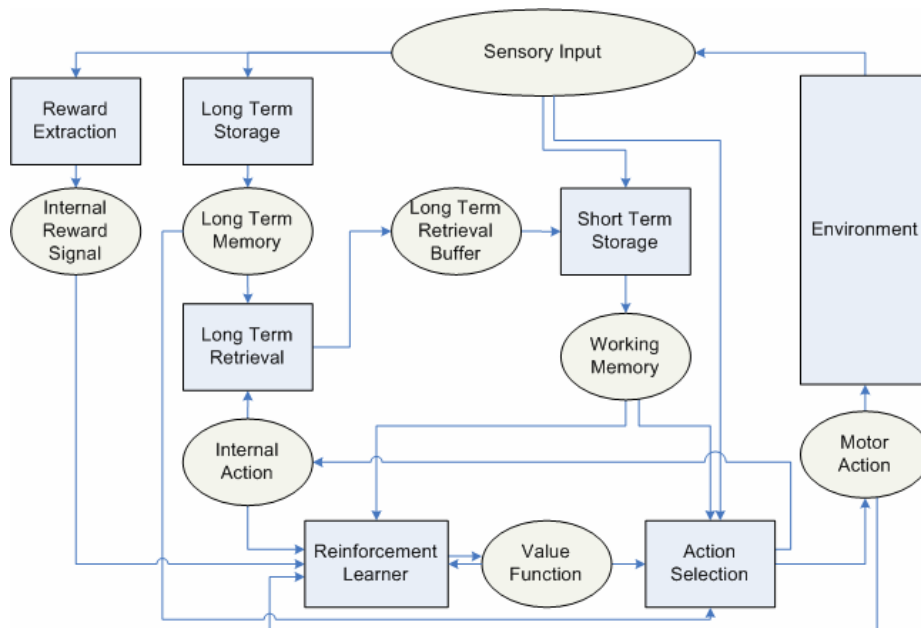 Sensory Input
Reward
Extraction
Long Term
Storage
Internal
Reward
Signal
Long Term
Memory
Long Term
Retrieval
Buffer
Short Term
Storage
Environment
Long Term
Retrieval
Working
Memory
Internal
Action
Motor
Action
Reinforcement
Learner
Value
Function
Action
Selection